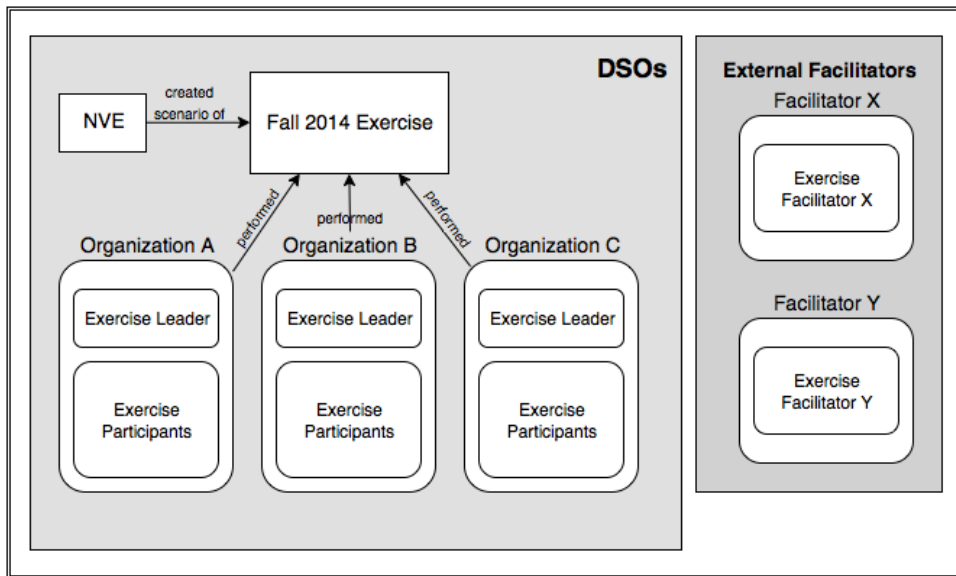 DSOs
NVE
created
scenario of
Fall 2014 Exercise
performed
performed
performed
Organization A
Exercise Leader
Exercise
Participants
Organization B
Exercise Leader
Exercise
Participants
Organization C
Exercise Leader
Exercise
Participants
External Facilitators
Facilitator X
Exercise
Facilitator X
Facilitator Y
Exercise
Facilitator Y